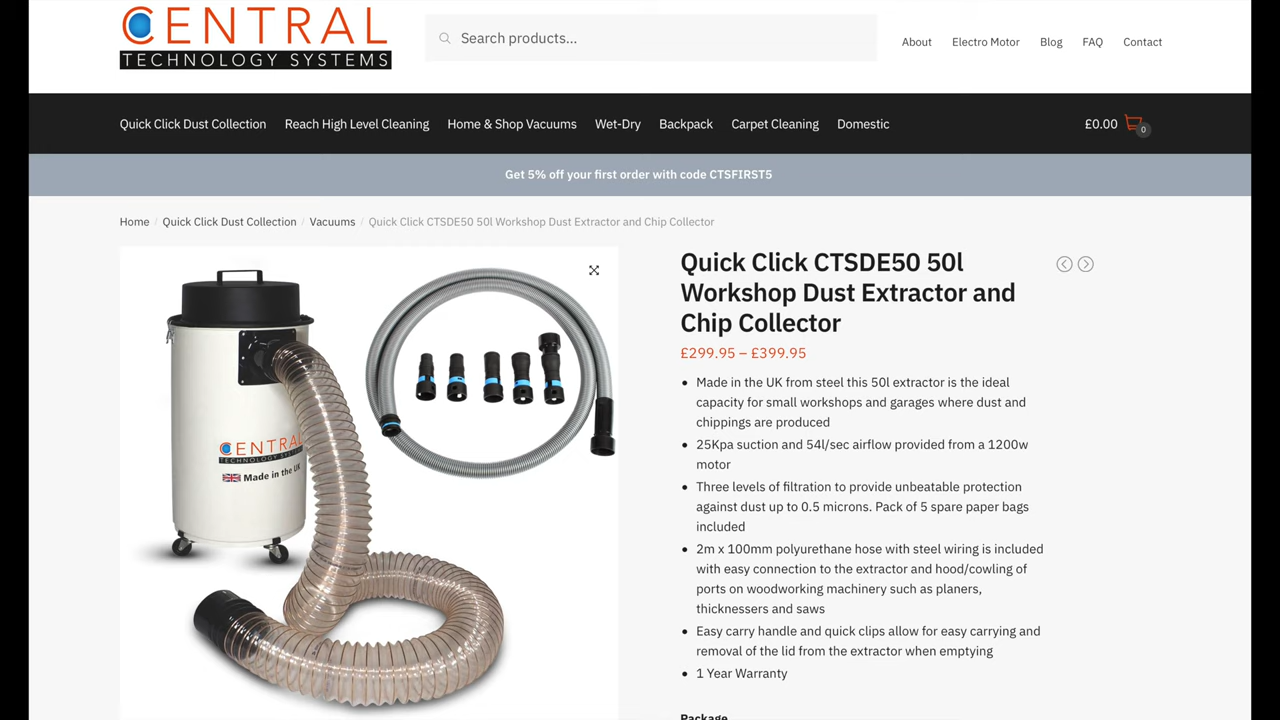 CENTRAL
TECHNOLOGY SYSTEMS
Search products...
About Electro Motor Blog FAQ Contact
Quick Click Dust Collection Reach High Level Cleaning Home & Shop Vacuums Wet-Dry Backpack Carpet Cleaning Domestic £0.00 0
Get 5% off your first order with code CTSFIRST5
Home / Quick Click Dust Collection / Vacuums / Quick Click CTSDE50 50l Workshop Dust Extractor and Chip Collector
CENTRAL
TECHNOLOGY SYSTEMS
Made in the UK
Quick Click CTSDE50 50l
Workshop Dust Extractor and
Chip Collector
£299.95 – £399.95
• Made in the UK from steel this 50l extractor is the ideal
capacity for small workshops and garages where dust and
chippings are produced
• 25Kpa suction and 54l/sec airflow provided from a 1200w
motor
• Three levels of filtration to provide unbeatable protection
against dust up to 0.5 microns. Pack of 5 spare paper bags
included
• 2m x 100mm polyurethane hose with steel wiring is included
with easy connection to the extractor and hood/cowling of
ports on woodworking machinery such as planers,
thicknessers and saws
• Easy carry handle and quick clips allow for easy carrying and
removal of the lid from the extractor when emptying
• 1 Year Warranty
Package